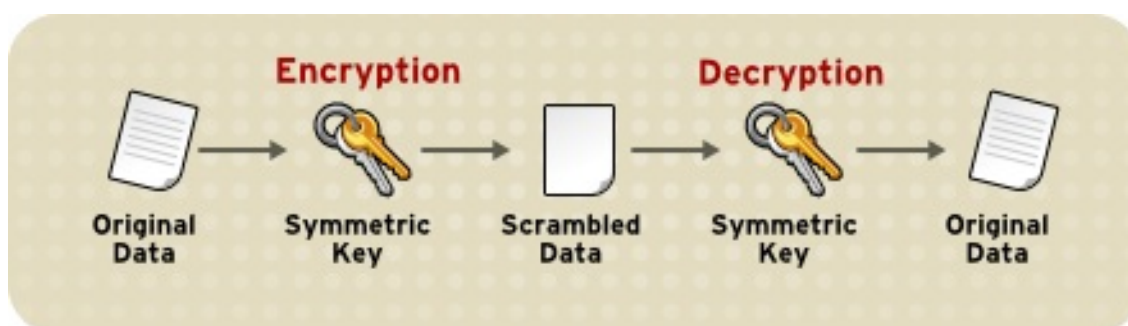 Encryption
Decryption
Original
Data
Symmetric
Key
Scrambled
Data
Symmetric
Key
Original
Data